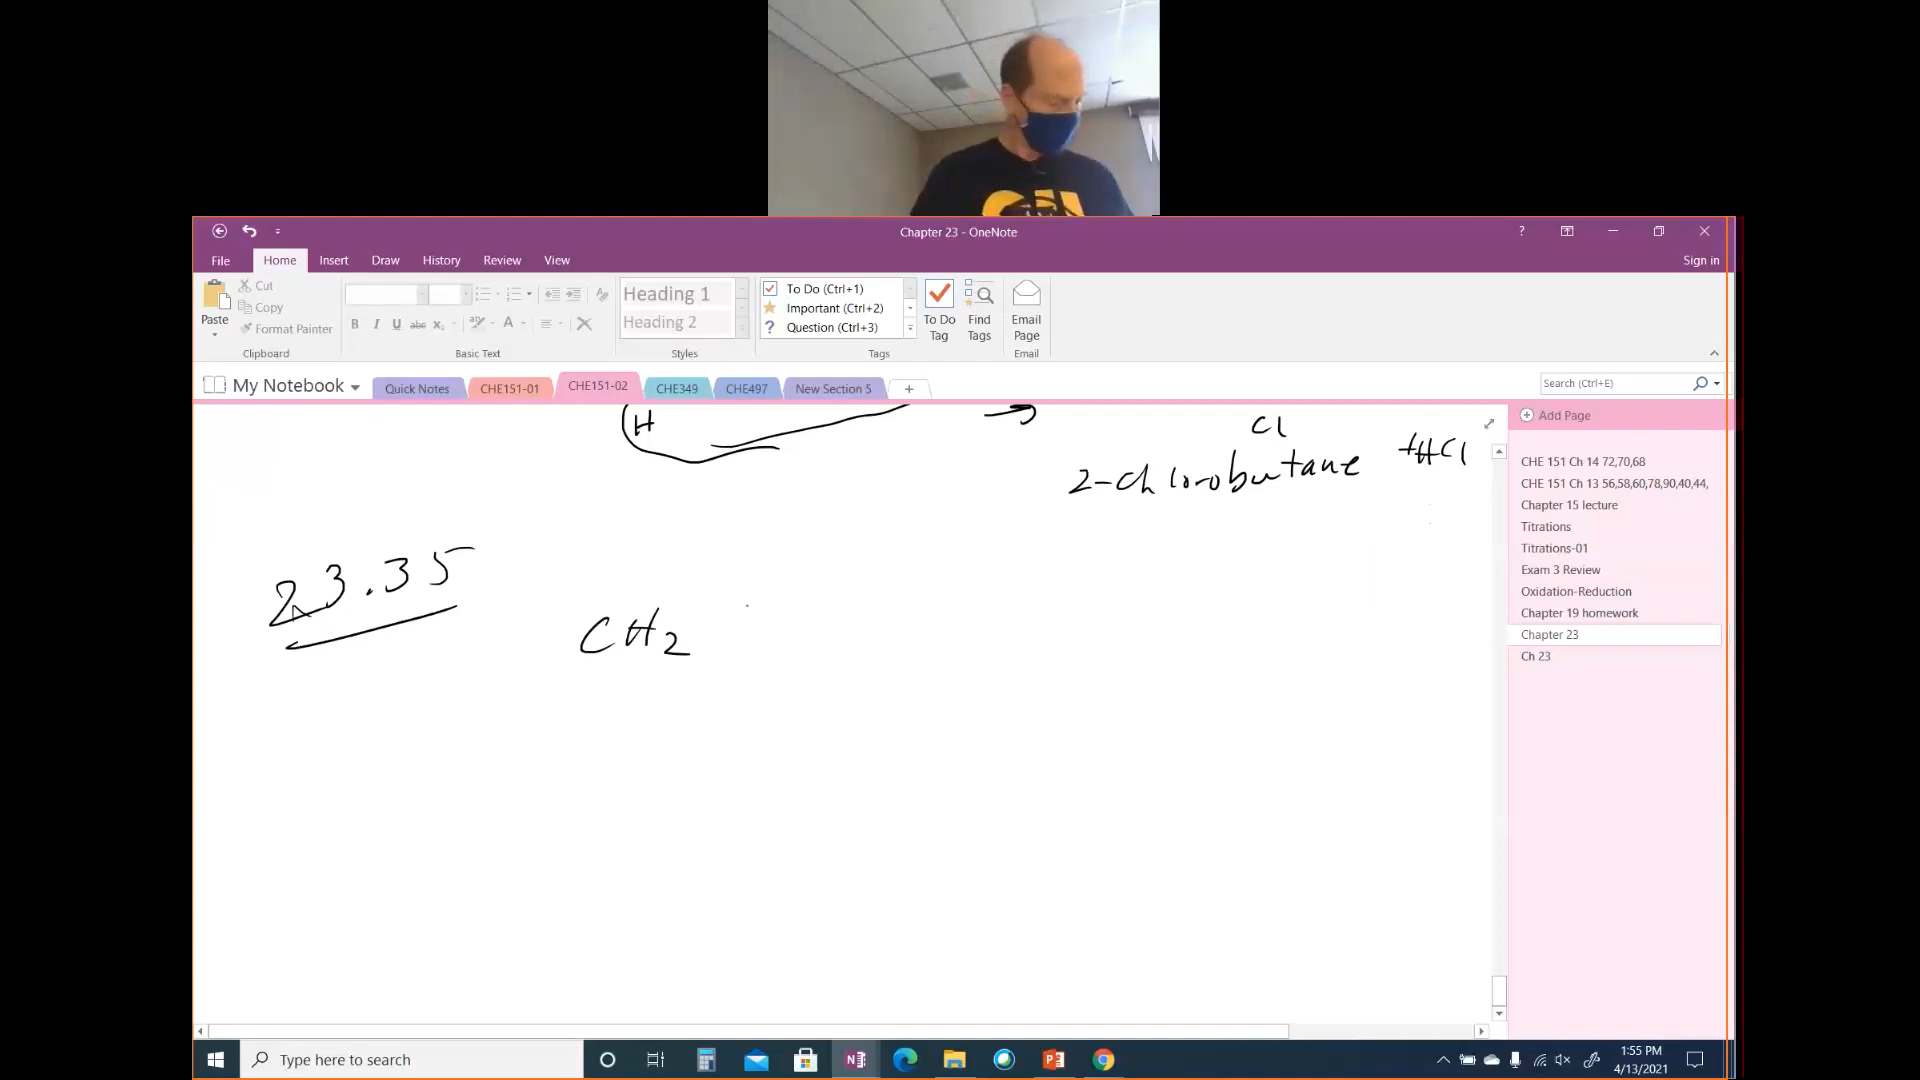 Chapter 23 - OneNote
?
File Home Insert Draw History Review View
Sign in
Paste
Cut
Copy
Format Painter
Clipboard
B I U abc x₂ A
Basic Text
Heading 1
Heading 2
Styles
To Do (Ctrl+1)
Important (Ctrl+2)
Question (Ctrl+3)
Tags
To Do
Tag
Find
Tags
Email
Page
Email
My Notebook
Quick Notes
CHE151-01
CHE151-02
CHE349
CHE497
New Section 5
+
Search (Ctrl+E)
Add Page
CHE 151 Ch 14 72,70,68
CHE 151 Ch 13 56,58,60,78,90,40,44,
Chapter 15 lecture
Titrations
Titrations-01
Exam 3 Review
Oxidation-Reduction
Chapter 19 homework
Chapter 23
Ch 23
H
Cl
2-chlorobutane
+HCl
23.35
CH2
Type here to search
1:55 PM
4/13/2021